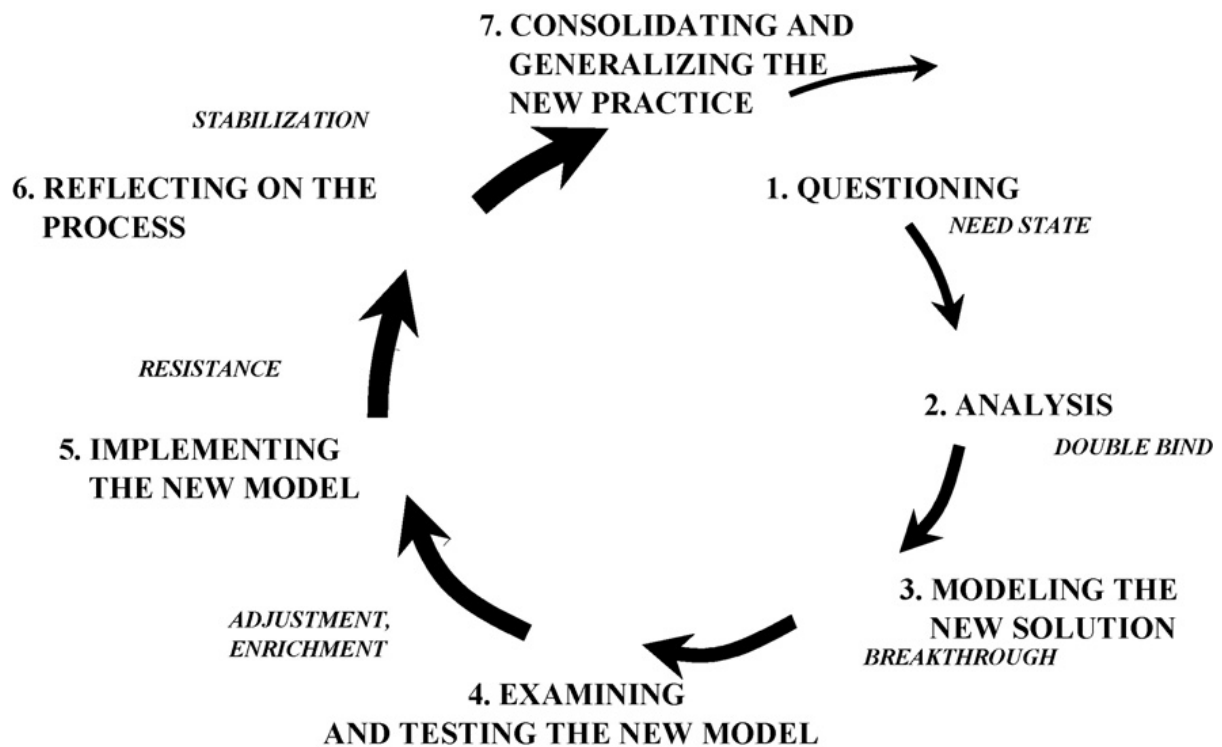 7. CONSOLIDATING AND
GENERALIZING THE
NEW PRACTICE
STABILIZATION
6. REFLECTING ON THE
PROCESS
1. QUESTIONING
NEED STATE
RESISTANCE
2. ANALYSIS
DOUBLE BIND
5. IMPLEMENTING
THE NEW MODEL
3. MODELING THE
NEW SOLUTION
BREAKTHROUGH
ADJUSTMENT,
ENRICHMENT
4. EXAMINING
AND TESTING THE NEW MODEL